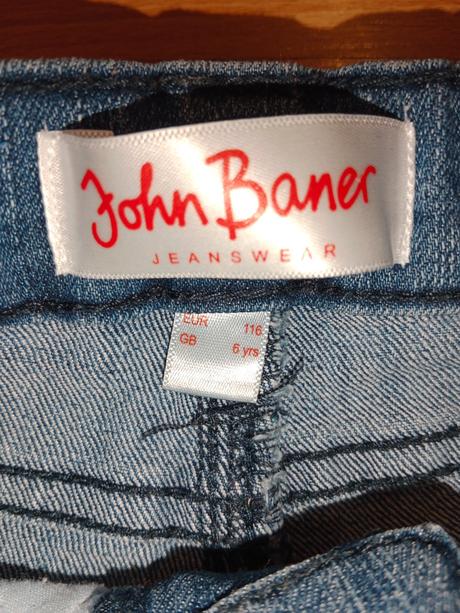 John Baner
JEANSWEAR
EUR 116
GB 6 yrs